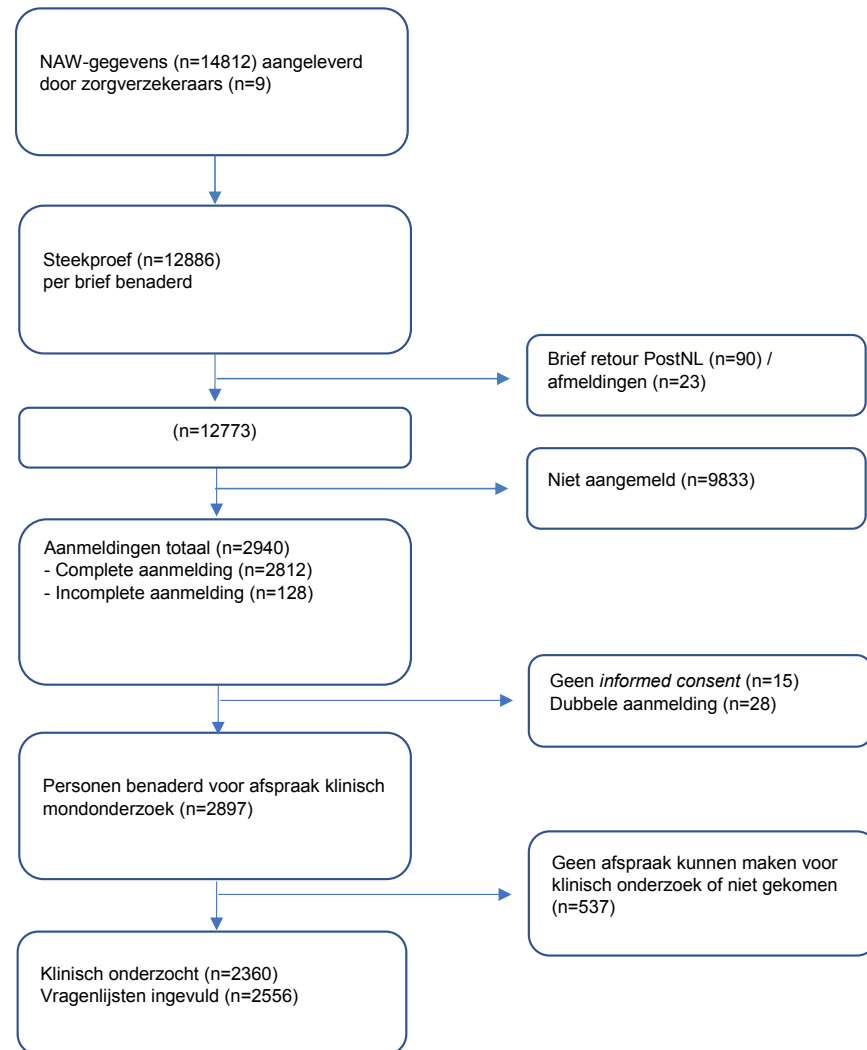 NAW-gegevens (n=14812) aangeleverd
door zorgverzekeraars (n=9)
Steekproef (n=12886)
per brief benaderd
Brief retour PostNL (n=90) /
afmeldingen (n=23)
(n=12773)
Niet aangemeld (n=9833)
Aanmeldingen totaal (n=2940)
- Complete aanmelding (n=2812)
- Incomplete aanmelding (n=128)
Geen informed consent (n=15)
Dubbele aanmelding (n=28)
Personen benaderd voor afspraak klinisch
mondonderzoek (n=2897)
Geen afspraak kunnen maken voor
klinisch onderzoek of niet gekomen
(n=537)
Klinisch onderzocht (n=2360)
Vragenlijsten ingevuld (n=2556)